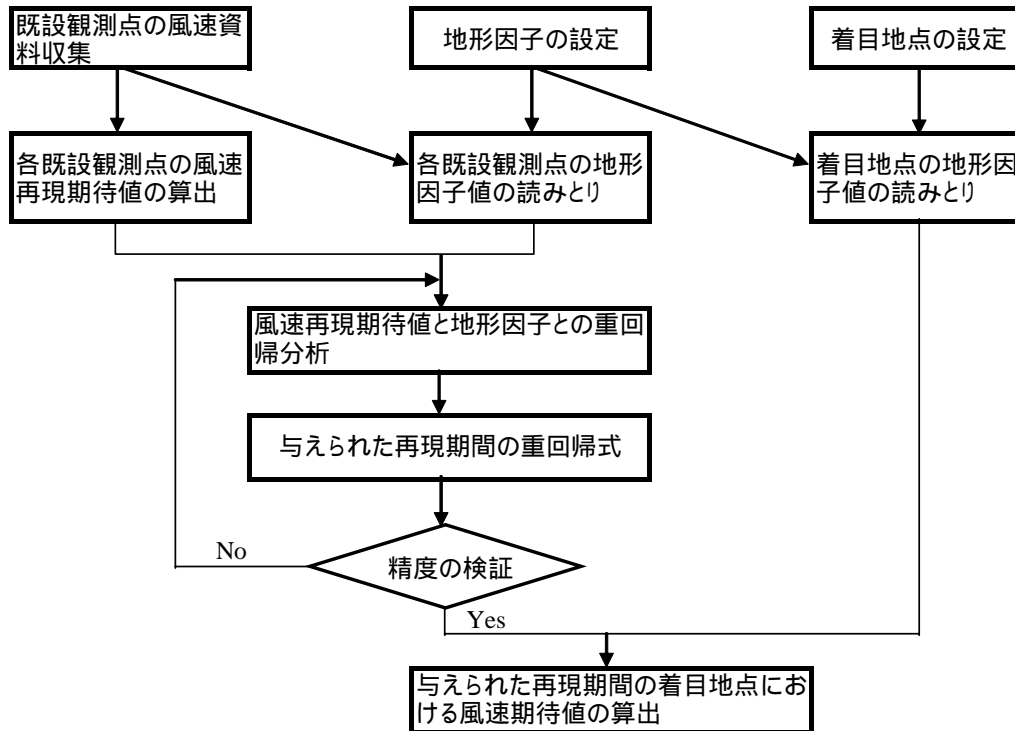 既設観測点の風速資
料収集
地形因子の設定
着目地点の設定
各既設観測点の風速
再現期待値の算出
各既設観測点の地形
因子値の読みとり
着目地点の地形因
子値の読みとり
風速再現期待値と地形因子との重回
帰分析
与えられた再現期間の重回帰式
No
精度の検証
Yes
与えられた再現期間の着目地点にお
ける風速期待値の算出